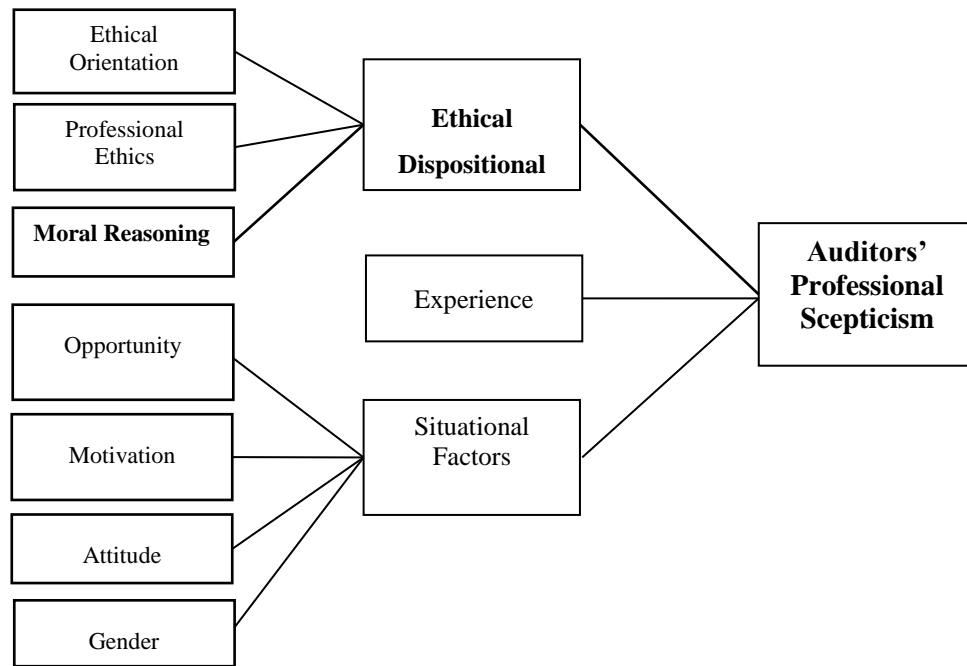 Ethical
Orientation
Professional
Ethics
Moral Reasoning
Opportunity
Motivation
Attitude
Gender
Ethical
Dispositional
Experience
Situational
Factors
Auditors’
Professional
Scepticism